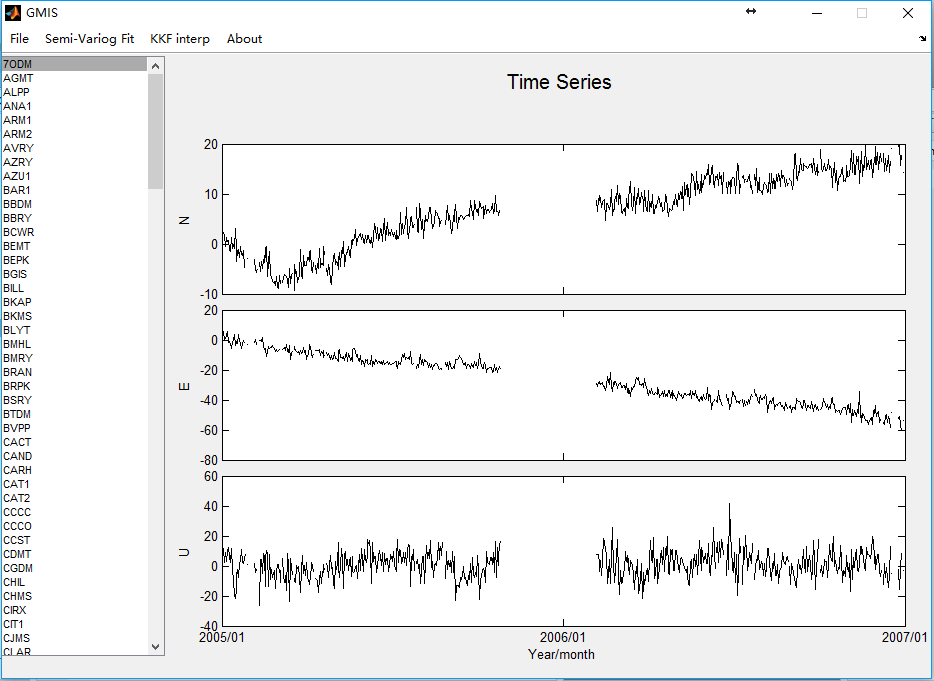 GMIS
File Semi-Variog Fit KKF interp About
7ODM
AGMT
ALPP
ANA1
ARM1
ARM2
AVRY
AZRY
AZU1
BAR1
BBDM
BBRY
BCWR
BEMT
BEPK
BGIS
BILL
BKAP
BKMS
BLYT
BMHL
BMRY
BRAN
BRPK
BSRY
BTDM
BVPP
CACT
CAND
CARH
CAT1
CAT2
CCCC
CCCO
CCST
CDMT
CGDM
CHIL
CHMS
CIRX
CIT1
CJMS
CLAR
Time Series
20
10
0
-10
N
20
0
-20
-40
-60
-80
E
60
40
20
0
-20
-40
U
2005/01 2006/01 2007/01
Year/month